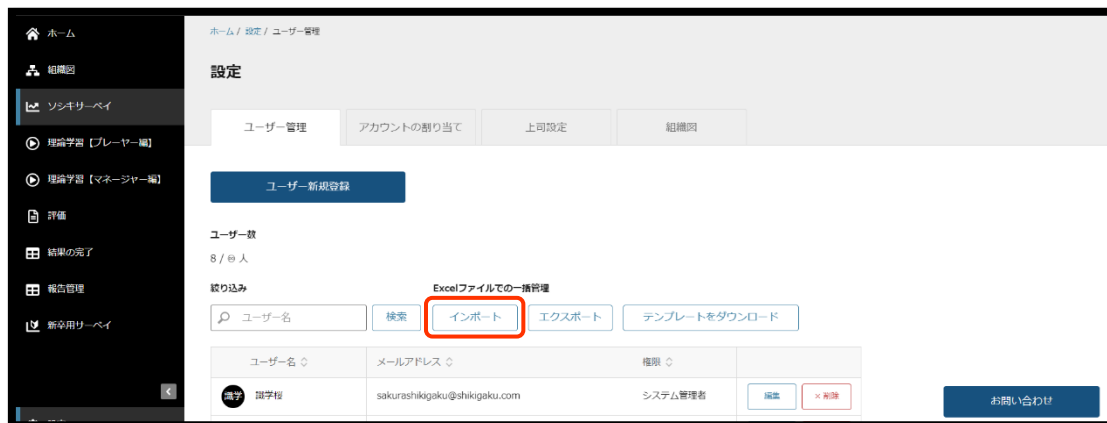 ホーム
組織図
ソシキサーベイ
理論学習【プレーヤー編】
理論学習【マネージャー編】
評価
結果の完了
報告管理
新卒用サーベイ
ホーム / 設定 / ユーザー管理
設定
ユーザー管理 アカウントの割り当て 上司設定 組織図
ユーザー新規登録
ユーザー数
8 / ∞ 人
絞り込み Excelファイルでの一括管理
ユーザー名 検索 インポート エクスポート テンプレートをダウンロード
ユーザー名 メールアドレス 権限
識学 識学桜 sakurashikigaku@shikigaku.com システム管理者 編集 × 削除
お問い合わせ